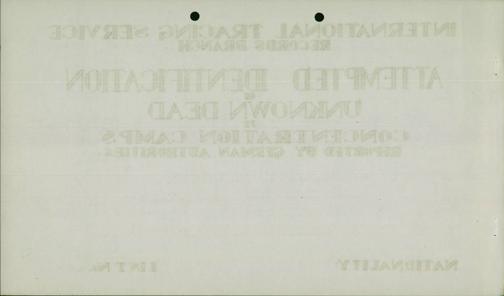 INTERNATIONAL TRACING SERVICE
RECORDS BRANCH
ATTEMPTED IDENTIFICATION
OF
UNKNOWN DEAD
IN
CONCENTRATION CAMPS
REPORTED BY GERMAN AUTHORITIES
NATIONALITY
LIST No.